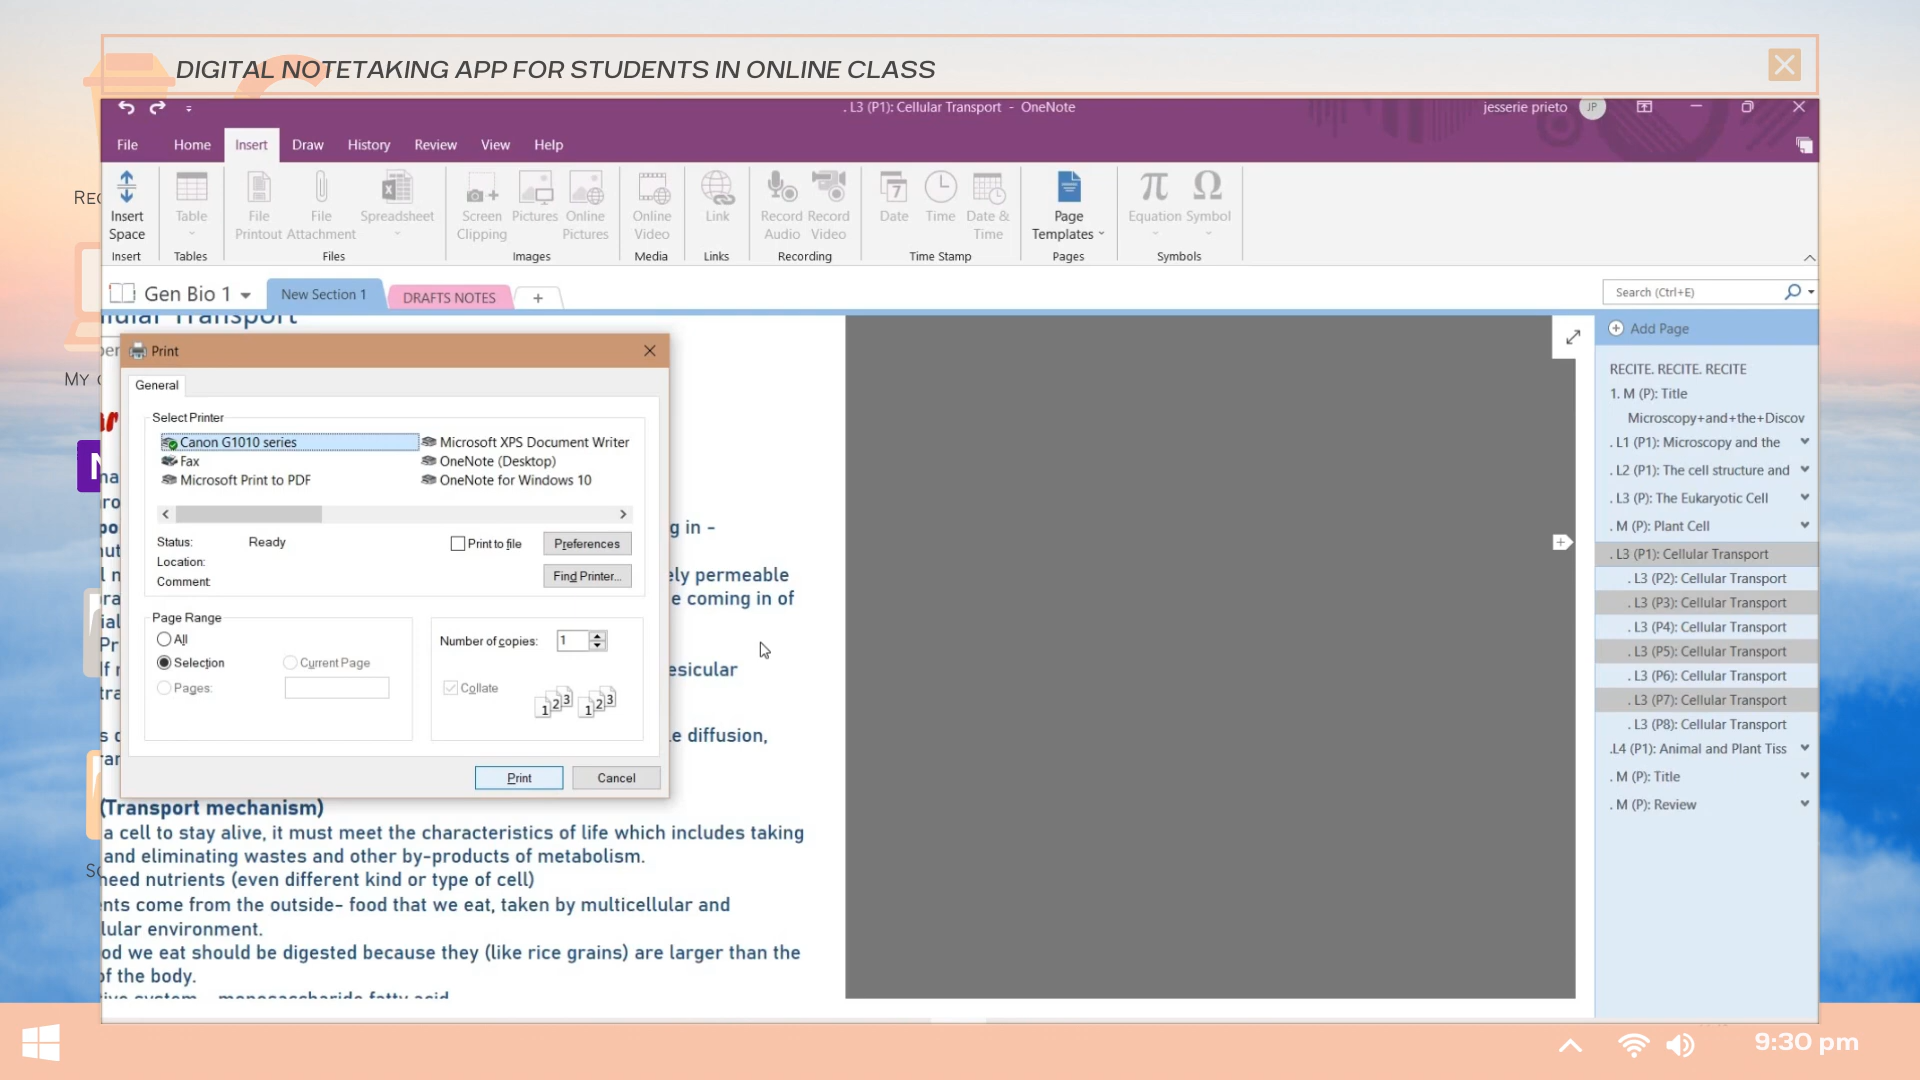 DIGITAL NOTETAKING APP FOR STUDENTS IN ONLINE CLASS
. L3 (P1): Cellular Transport - OneNote
jesserie prieto
JP
File
Home
Insert
Draw
History
Review
View
Help
Insert
Space
Table
File
Printout
File
Attachment
Spreadsheet
Screen
Clipping
Pictures
Online
Pictures
Online
Video
Link
Record
Audio
Record
Video
Date
Time
Date &
Time
Page
Templates
Equation
Symbol
Insert
Tables
Files
Images
Media
Links
Recording
Time Stamp
Pages
Symbols
Gen Bio 1
New Section 1
DRAFTS NOTES
+
Search (Ctrl+E)
Transport
Print
General
Select Printer
Canon G1010 series
Microsoft XPS Document Writer
Fax
OneNote (Desktop)
Microsoft Print to PDF
OneNote for Windows 10
Status:
Ready
Print to file
Preferences
Location:
Comment:
Find Printer...
Page Range
All
Selection
Current Page
Pages:
Number of copies:
1
Collate
1 2 3 1 2 3
Print
Cancel
g in -
ely permeable
e coming in of
esicular
e diffusion,
(Transport mechanism)
a cell to stay alive, it must meet the characteristics of life which includes taking
and eliminating wastes and other by-products of metabolism.
need nutrients (even different kind or type of cell)
ents come from the outside- food that we eat, taken by multicellular and
lular environment.
od we eat should be digested because they (like rice grains) are larger than the
of the body.
Add Page
RECITE. RECITE. RECITE
1. M (P): Title
Microscopy+and+the+Discov
. L1 (P1): Microscopy and the
. L2 (P1): The cell structure and
. L3 (P): The Eukaryotic Cell
. M (P): Plant Cell
. L3 (P1): Cellular Transport
. L3 (P2): Cellular Transport
. L3 (P3): Cellular Transport
. L3 (P4): Cellular Transport
. L3 (P5): Cellular Transport
. L3 (P6): Cellular Transport
. L3 (P7): Cellular Transport
. L3 (P8): Cellular Transport
.L4 (P1): Animal and Plant Tiss
. M (P): Title
. M (P): Review
9:30 pm